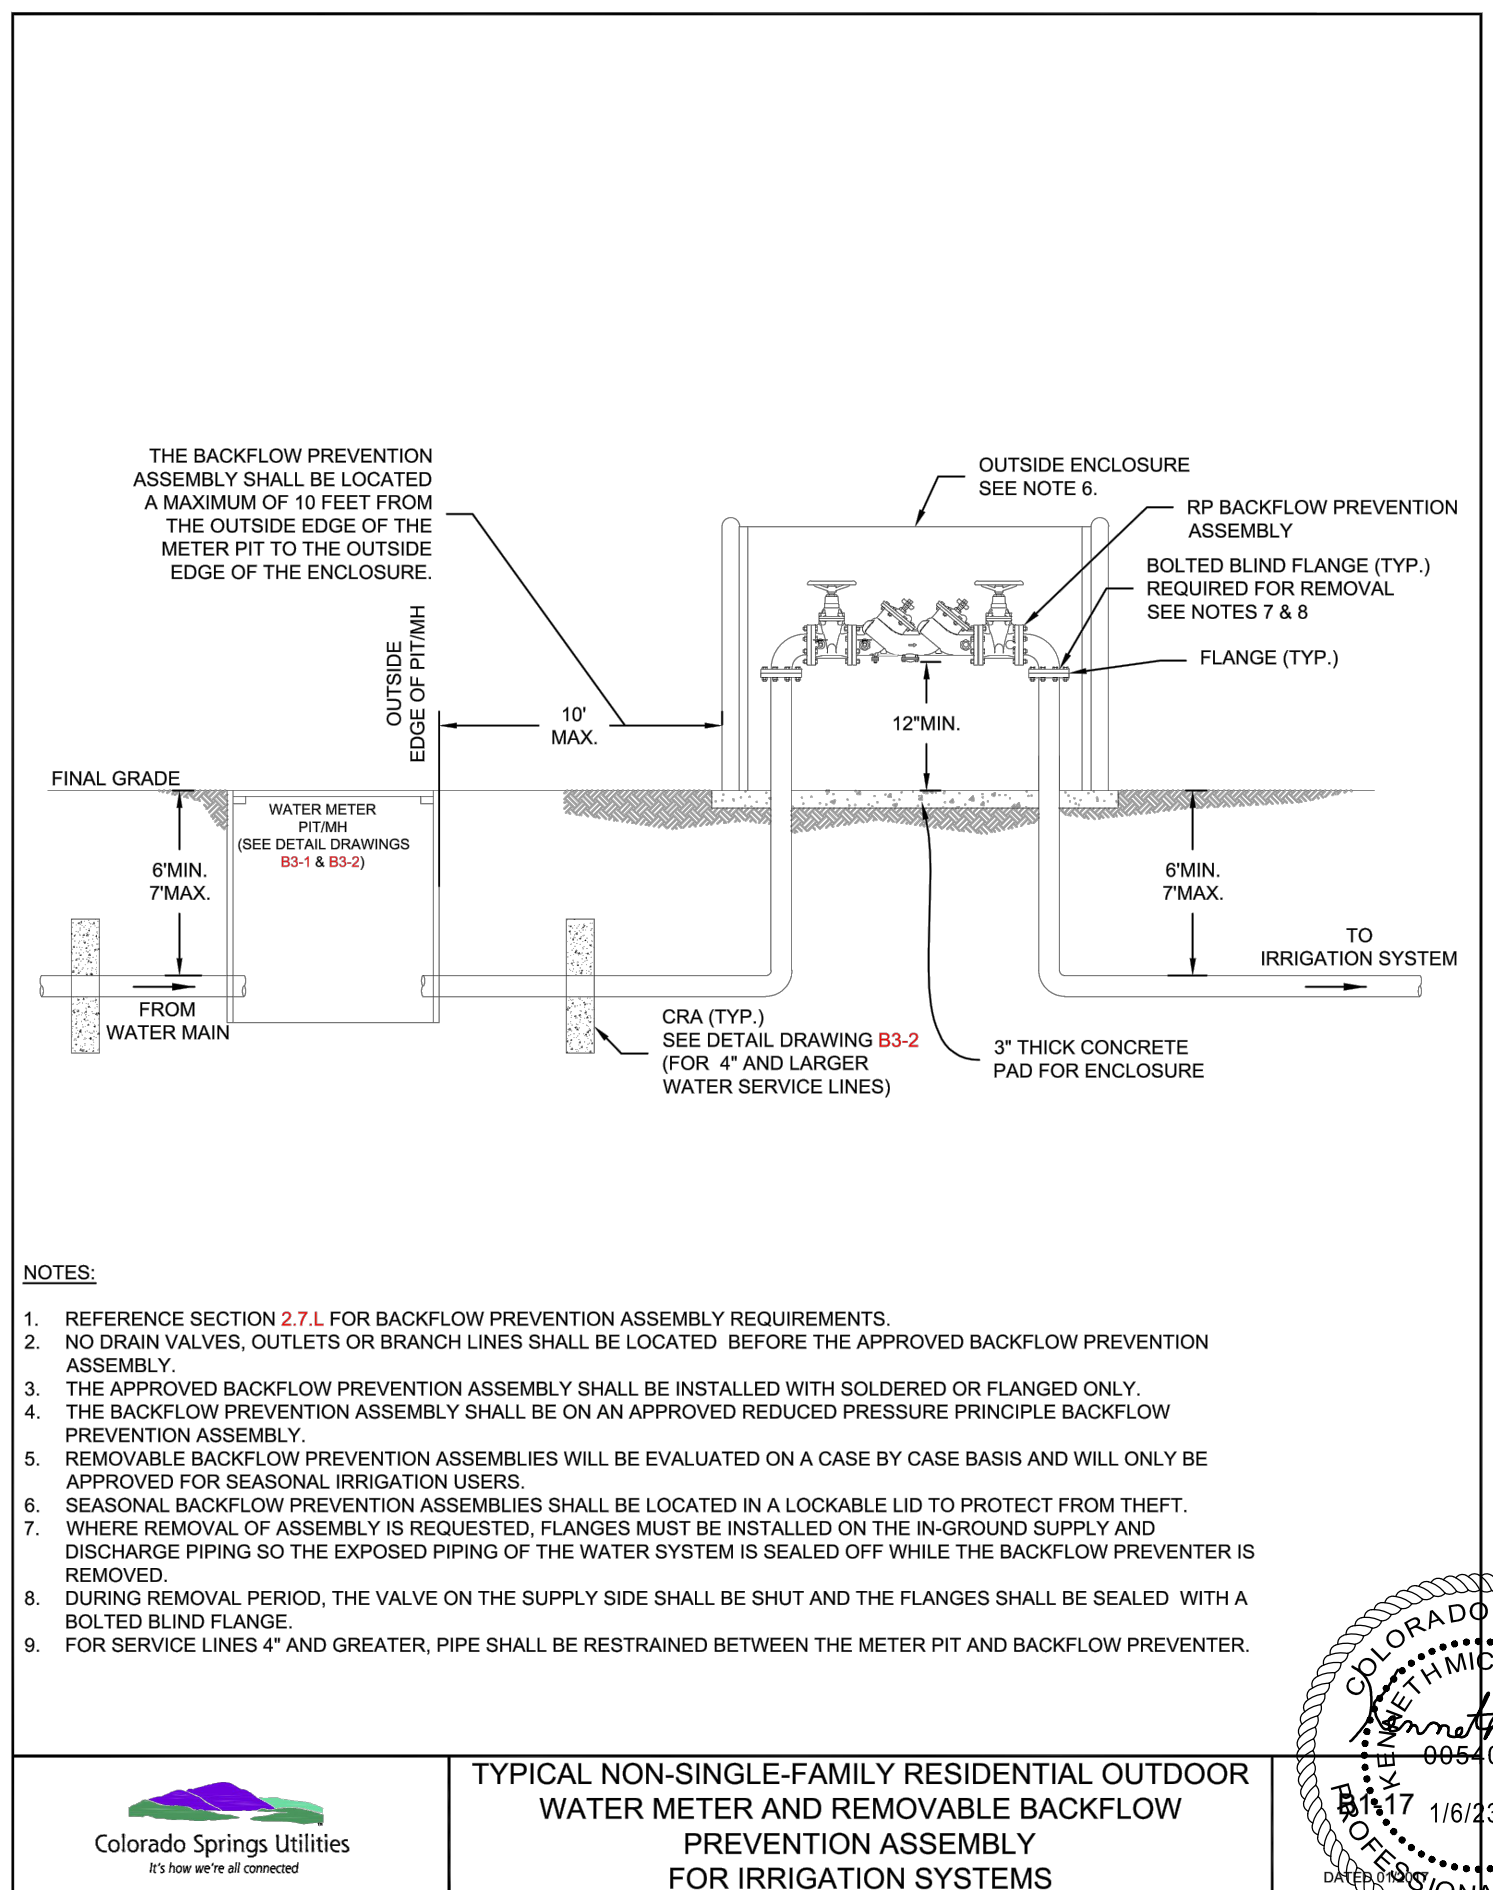 THE BACKFLOW PREVENTION
ASSEMBLY SHALL BE LOCATED
A MAXIMUM OF 10 FEET FROM
THE OUTSIDE EDGE OF THE
METER PIT TO THE OUTSIDE
EDGE OF THE ENCLOSURE.
OUTSIDE ENCLOSURE
SEE NOTE 6.
RP BACKFLOW PREVENTION
ASSEMBLY
BOLTED BLIND FLANGE (TYP.)
REQUIRED FOR REMOVAL
SEE NOTES 7 & 8
FLANGE (TYP.)
OUTSIDE
EDGE OF PIT/MH
10'
MAX.
12"MIN.
FINAL GRADE
WATER METER
PIT/MH
(SEE DETAIL DRAWINGS
B3-1 & B3-2)
6'MIN.
7'MAX.
6'MIN.
7'MAX.
TO
IRRIGATION SYSTEM
FROM
WATER MAIN
CRA (TYP.)
SEE DETAIL DRAWING B3-2
(FOR 4" AND LARGER
WATER SERVICE LINES)
3" THICK CONCRETE
PAD FOR ENCLOSURE
NOTES:
1. REFERENCE SECTION 2.7.L FOR BACKFLOW PREVENTION ASSEMBLY REQUIREMENTS.
2. NO DRAIN VALVES, OUTLETS OR BRANCH LINES SHALL BE LOCATED BEFORE THE APPROVED BACKFLOW PREVENTION
ASSEMBLY.
3. THE APPROVED BACKFLOW PREVENTION ASSEMBLY SHALL BE INSTALLED WITH SOLDERED OR FLANGED ONLY.
4. THE BACKFLOW PREVENTION ASSEMBLY SHALL BE ON AN APPROVED REDUCED PRESSURE PRINCIPLE BACKFLOW
PREVENTION ASSEMBLY.
5. REMOVABLE BACKFLOW PREVENTION ASSEMBLIES WILL BE EVALUATED ON A CASE BY CASE BASIS AND WILL ONLY BE
APPROVED FOR SEASONAL IRRIGATION USERS.
6. SEASONAL BACKFLOW PREVENTION ASSEMBLIES SHALL BE LOCATED IN A LOCKABLE LID TO PROTECT FROM THEFT.
7. WHERE REMOVAL OF ASSEMBLY IS REQUESTED, FLANGES MUST BE INSTALLED ON THE IN-GROUND SUPPLY AND
DISCHARGE PIPING SO THE EXPOSED PIPING OF THE WATER SYSTEM IS SEALED OFF WHILE THE BACKFLOW PREVENTER IS
REMOVED.
8. DURING REMOVAL PERIOD, THE VALVE ON THE SUPPLY SIDE SHALL BE SHUT AND THE FLANGES SHALL BE SEALED WITH A
BOLTED BLIND FLANGE.
9. FOR SERVICE LINES 4" AND GREATER, PIPE SHALL BE RESTRAINED BETWEEN THE METER PIT AND BACKFLOW PREVENTER.
Colorado Springs Utilities
It's how we're all connected
TYPICAL NON-SINGLE-FAMILY RESIDENTIAL OUTDOOR
WATER METER AND REMOVABLE BACKFLOW
PREVENTION ASSEMBLY
FOR IRRIGATION SYSTEMS
COLORADO
KENNETH MIC
0054
B1-17
1/6/23
DATED 01/2017